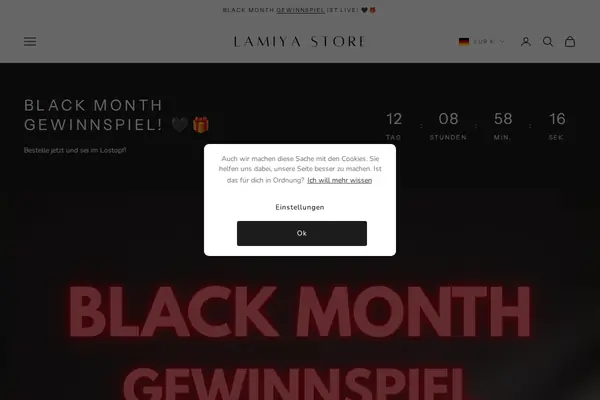 BLACK MONTH GEWINNSPIEL IST LIVE! 🖤🎁
LAMIYA STORE
EUR €
BLACK MONTH
GEWINNSPIEL! 🖤🎁
Bestelle jetzt und sei im Lostopf!
12 : 08 : 58 : 16
TAG STUNDEN MIN. SEK
Auch wir machen diese Sache mit den Cookies. Sie
helfen uns dabei, unsere Seite besser zu machen. Ist
das für dich in Ordnung? Ich will mehr wissen
Einstellungen
Ok
BLACK MONTH
GEWINNSPIEL